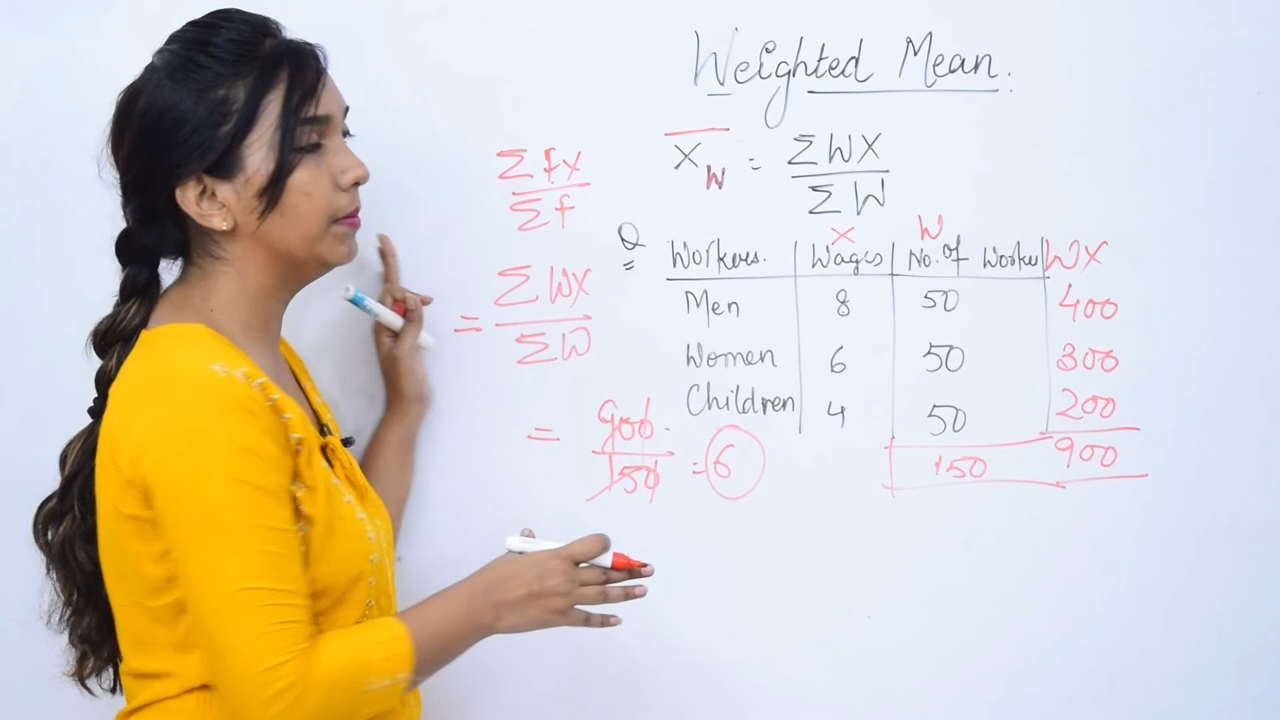 Weighted Mean.
X̄w = ΣWX / ΣW
Σfx / Σf
= ΣWX / ΣW
= 900 / 150 = 6
Q
X W
Workers. Wages No. of Worker WX
Men 8 50 400
Women 6 50 300
Children 4 50 200
150 900